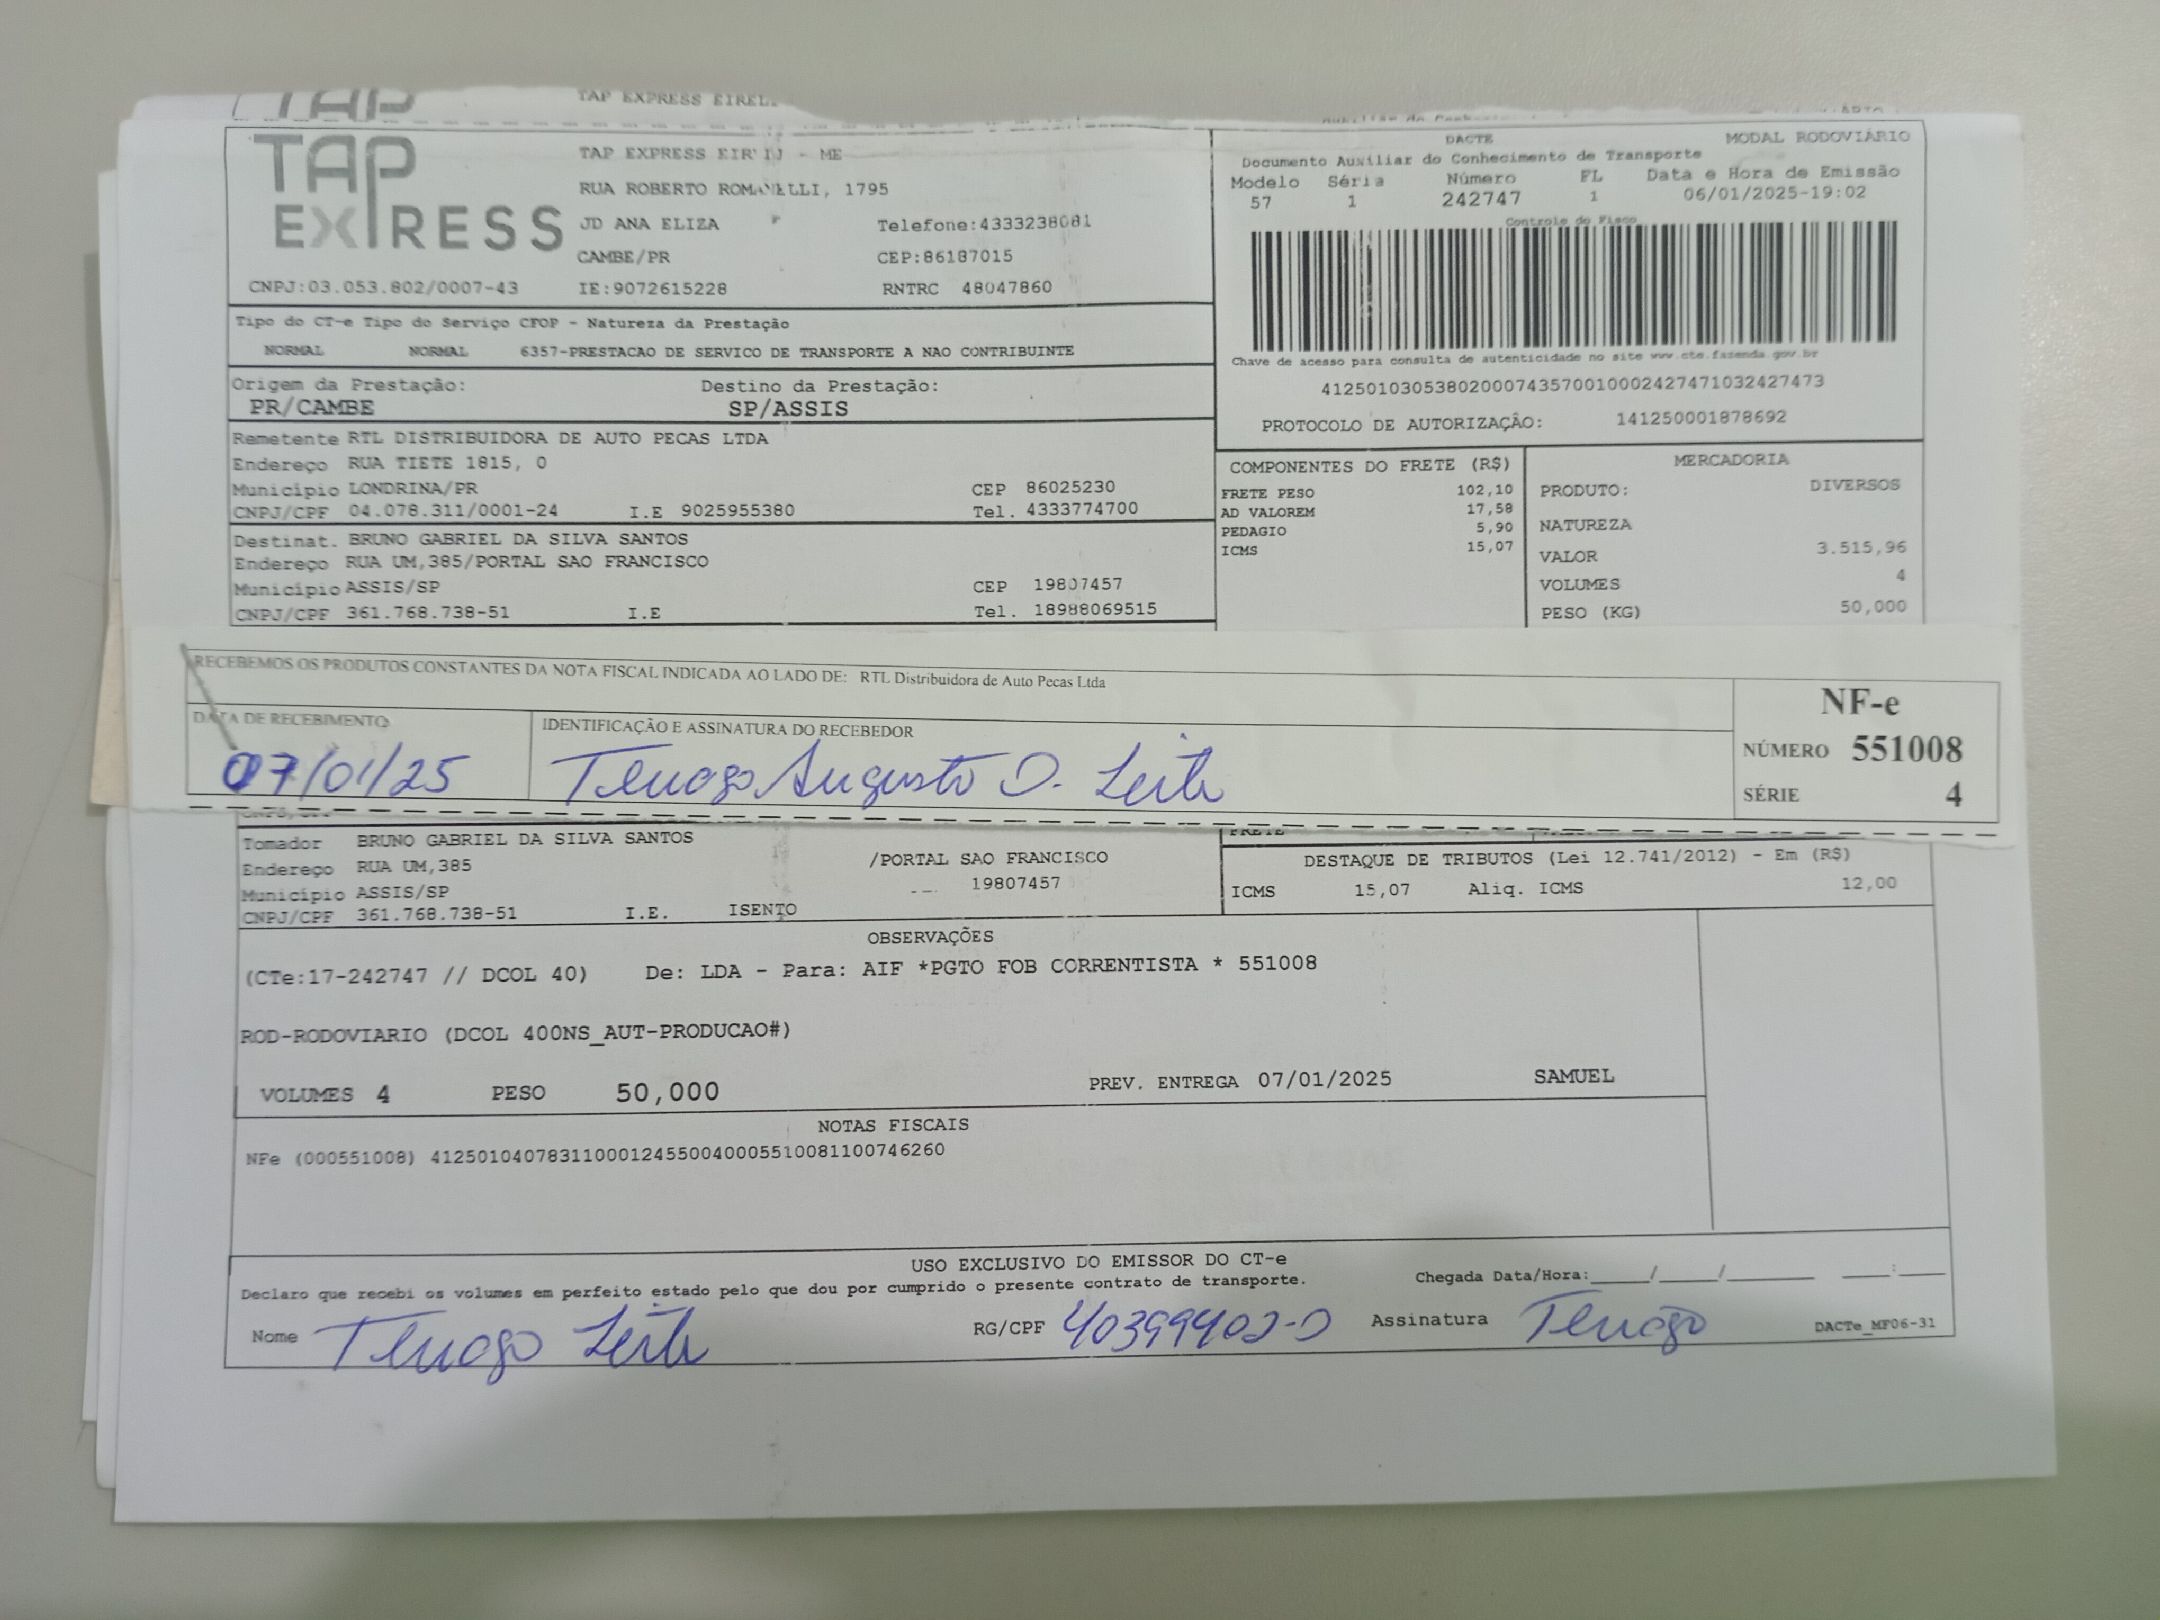 TAP EXPRESS EIREL
TAP EXPRESS
TAP EXPRESS - ME
RUA ROBERTO ROMANELLI, 1795
JD ANA ELIZA Telefone:4333238081
CAMBE/PR CEP:86187015
CNPJ:03.053.802/0007-43 IE:9072615228 RNTRC 48047860
DACTE MODAL RODOVIÁRIO
Documento Auxiliar do Conhecimento de Transporte
Modelo Séria Número FL Data e Hora de Emissão
57 1 242747 1 06/01/2025-19:02
Controle do Fisco
Chave de acesso para consulta de autenticidade no site www.cte.fazenda.gov.br
41250103053802000743570010002427471032427473
PROTOCOLO DE AUTORIZAÇÃO: 141250001878692
Tipo do CT-e Tipo do Serviço CFOP - Natureza da Prestação
NORMAL NORMAL 6357-PRESTACAO DE SERVICO DE TRANSPORTE A NAO CONTRIBUINTE
Origem da Prestação: Destino da Prestação:
PR/CAMBE SP/ASSIS
Remetente RTL DISTRIBUIDORA DE AUTO PECAS LTDA
Endereço RUA TIETE 1815, 0
Município LONDRINA/PR CEP 86025230
CNPJ/CPF 04.078.311/0001-24 I.E 9025955380 Tel. 4333774700
Destinat. BRUNO GABRIEL DA SILVA SANTOS
Endereço RUA UM,385/PORTAL SAO FRANCISCO
Município ASSIS/SP CEP 19807457
CNPJ/CPF 361.768.738-51 I.E Tel. 18988069515
COMPONENTES DO FRETE (R$)
FRETE PESO 102,10
AD VALOREM 17,58
PEDAGIO 5,90
ICMS 15,07
MERCADORIA
PRODUTO: DIVERSOS
NATUREZA
VALOR 3.515,96
VOLUMES 4
PESO (KG) 50,000
RECEBEMOS OS PRODUTOS CONSTANTES DA NOTA FISCAL INDICADA AO LADO DE: RTL Distribuidora de Auto Pecas Ltda
DATA DE RECEBIMENTO IDENTIFICAÇÃO E ASSINATURA DO RECEBEDOR
07/01/25 Augusto O. Leite
NF-e
NÚMERO 551008
SÉRIE 4
Tomador BRUNO GABRIEL DA SILVA SANTOS
Endereço RUA UM,385 /PORTAL SAO FRANCISCO
Município ASSIS/SP 19807457
CNPJ/CPF 361.768.738-51 I.E. ISENTO
DESTAQUE DE TRIBUTOS (Lei 12.741/2012) - Em (R$)
ICMS 15,07 Aliq. ICMS 12,00
OBSERVAÇÕES
(CTe:17-242747 // DCOL 40) De: LDA - Para: AIF *PGTO FOB CORRENTISTA * 551008
ROD-RODOVIARIO (DCOL 400NS_AUT-PRODUCAO#)
VOLUMES 4 PESO 50,000 PREV. ENTREGA 07/01/2025 SAMUEL
NOTAS FISCAIS
NFe (000551008) 41250104078311000124550040005510081100746260
USO EXCLUSIVO DO EMISSOR DO CT-e
Declaro que recebi os volumes em perfeito estado pelo que dou por cumprido o presente contrato de transporte.
Chegada Data/Hora:____/____/______ ____:____
Nome Leite RG/CPF 40399402-0 Assinatura DACTe_MF06-31